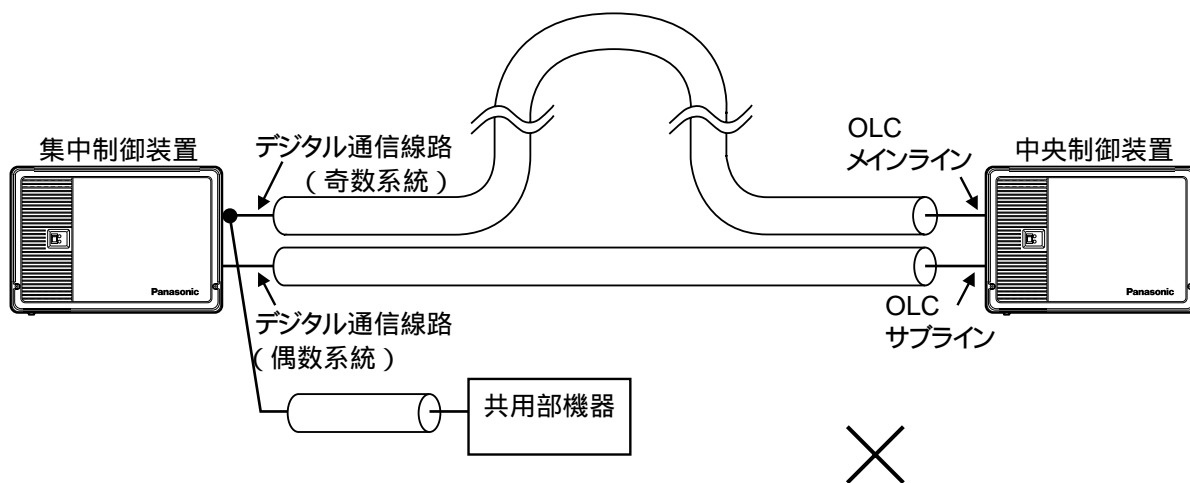 集中制御装置
デジタル通信線路
(奇数系統)
OLC
メインライン
中央制御装置
Panasonic
Panasonic
デジタル通信線路
(偶数系統)
OLC
サブライン
共用部機器